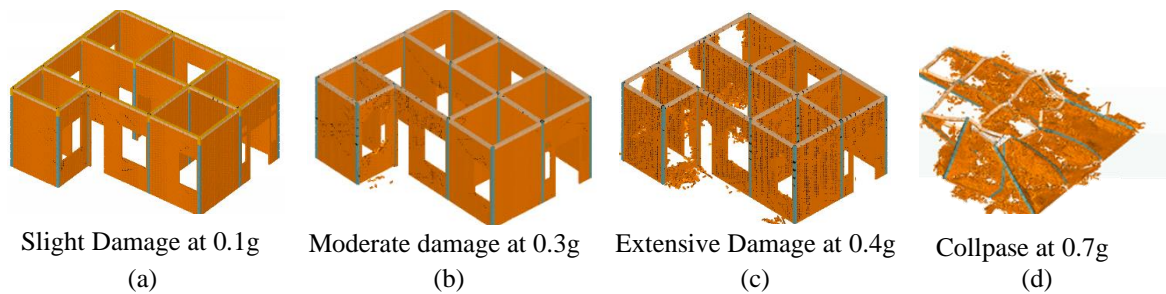 Slight Damage at 0.1g
Moderate damage at 0.3g
Extensive Damage at 0.4g
Collpase at 0.7g
(a)
(b)
(c)
(d)